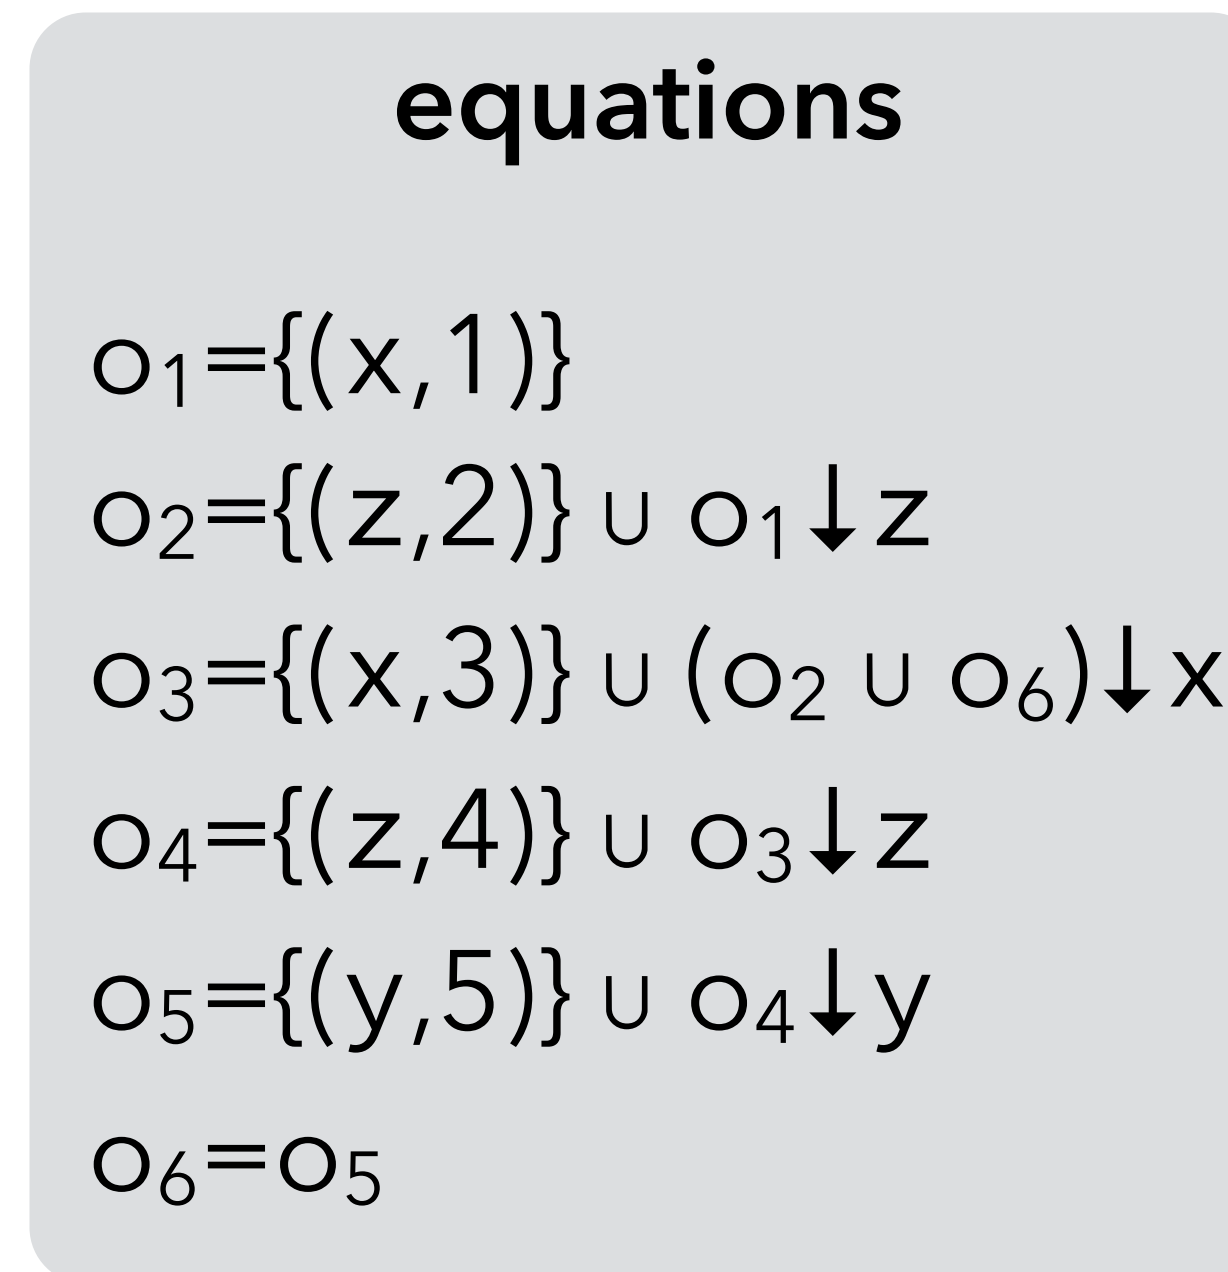 equations
o₁={(x,1)}
o₂={(z,2)} ∪ o₁↓z
o₃={(x,3)} ∪ (o₂ ∪ o₆)↓x
o₄={(z,4)} ∪ o₃↓z
o₅={(y,5)} ∪ o₄↓y
o₆=o₅